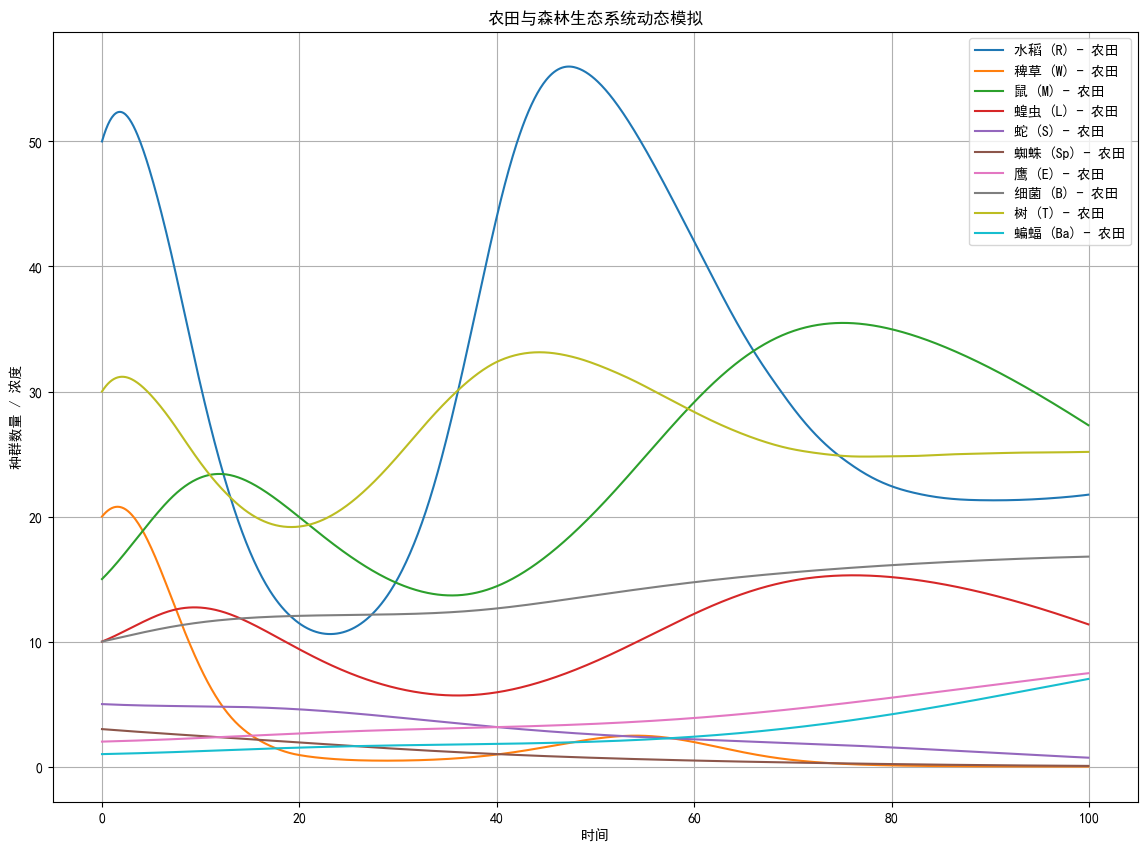 农田与森林生态系统动态模拟
种群数量 / 浓度
50
40
30
20
10
0
水稻 (R) - 农田
稗草 (W) - 农田
鼠 (M) - 农田
蝗虫 (L) - 农田
蛇 (S) - 农田
蜘蛛 (Sp) - 农田
鹰 (E) - 农田
细菌 (B) - 农田
树 (T) - 农田
蝙蝠 (Ba) - 农田
0 20 40 60 80 100
时间